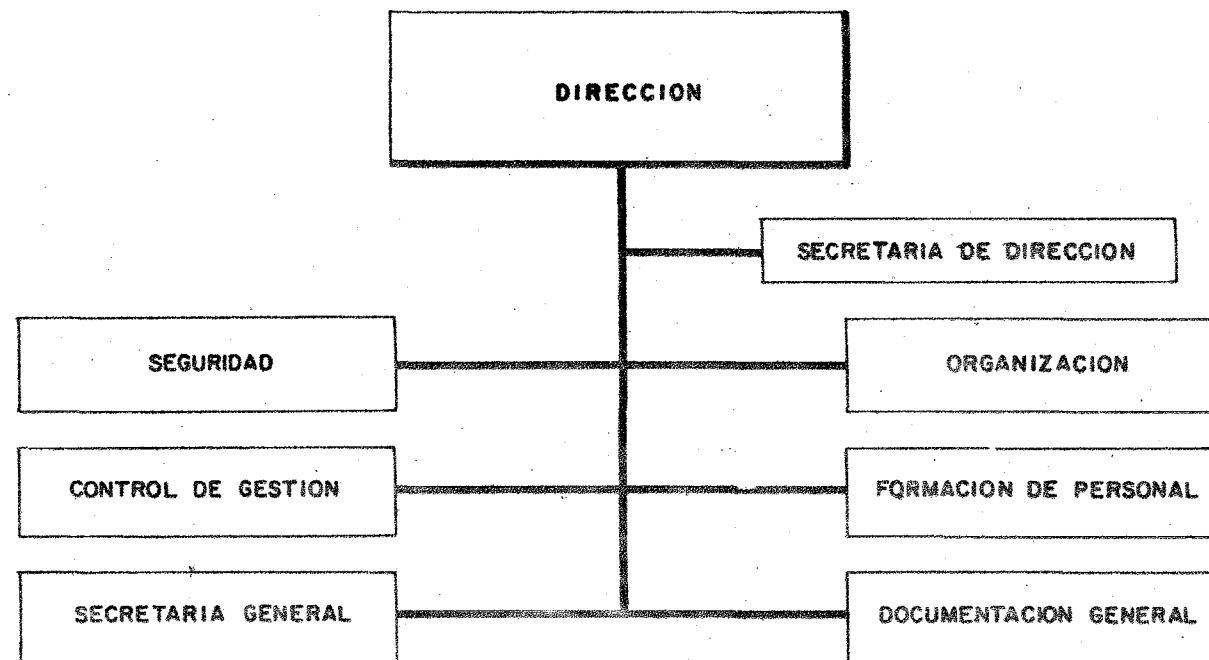 DIRECCION
SECRETARIA DE DIRECCION
SEGURIDAD
ORGANIZACION
CONTROL DE GESTION
FORMACION DE PERSONAL
SECRETARIA GENERAL
DOCUMENTACION GENERAL